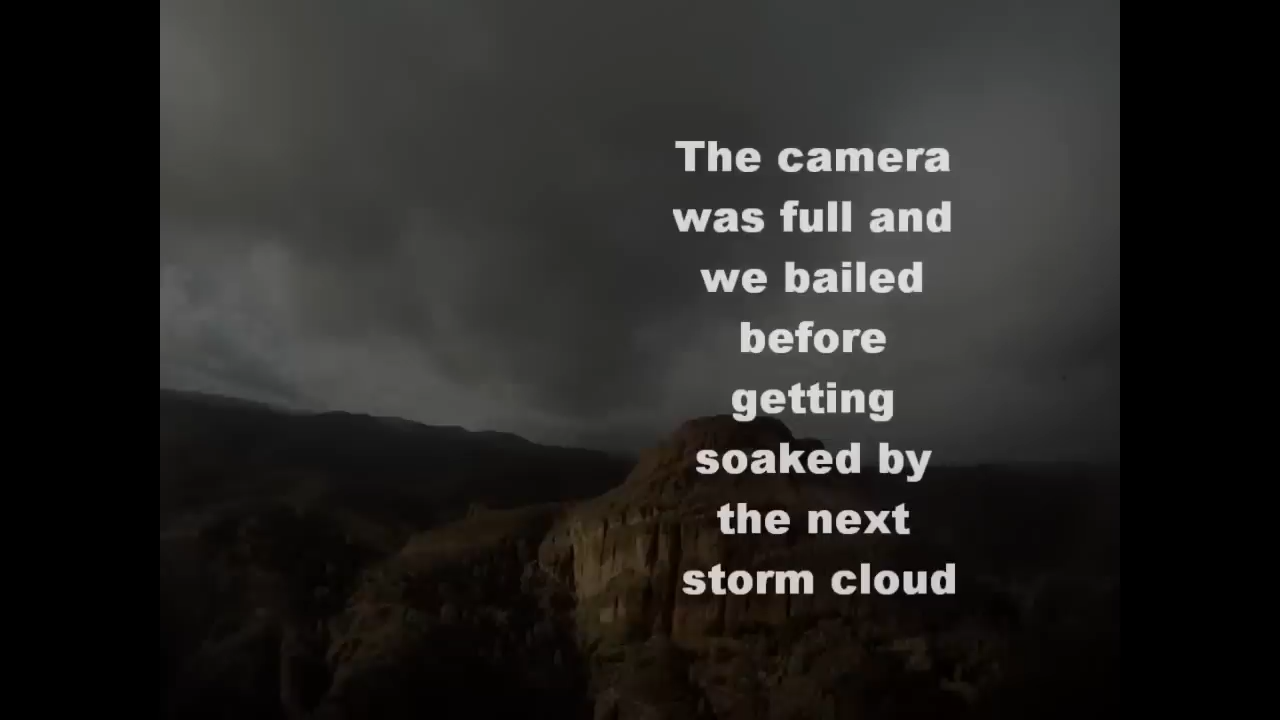 The camera
was full and
we bailed
before
getting
soaked by
the next
storm cloud